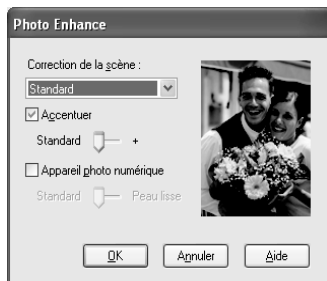 Photo Enhance
Correction de la scène :
Standard
Accentuer
Standard +
Appareil photo numérique
Standard Peau lisse
OK Annuler Aide